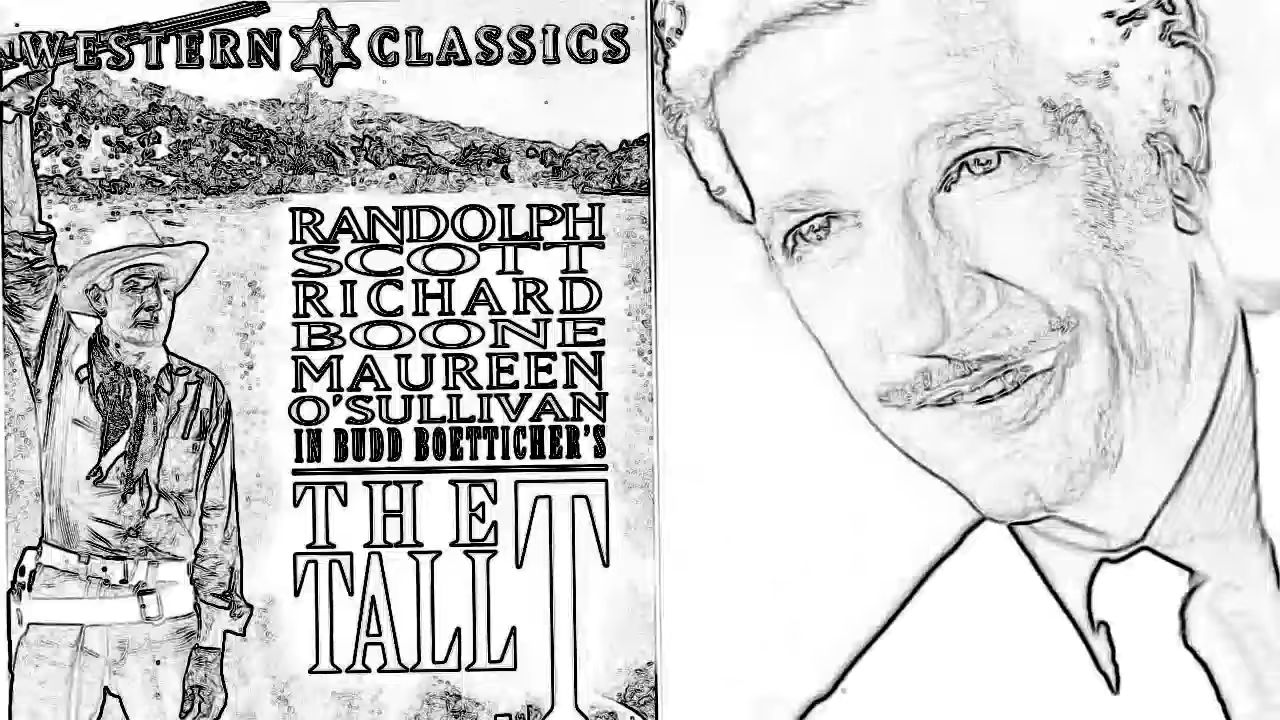 WESTERN CLASSICS
RANDOLPH
SCOTT
RICHARD
BOONE
MAUREEN
O'SULLIVAN
IN BUDD BOETTICHER'S
THE
TALL T